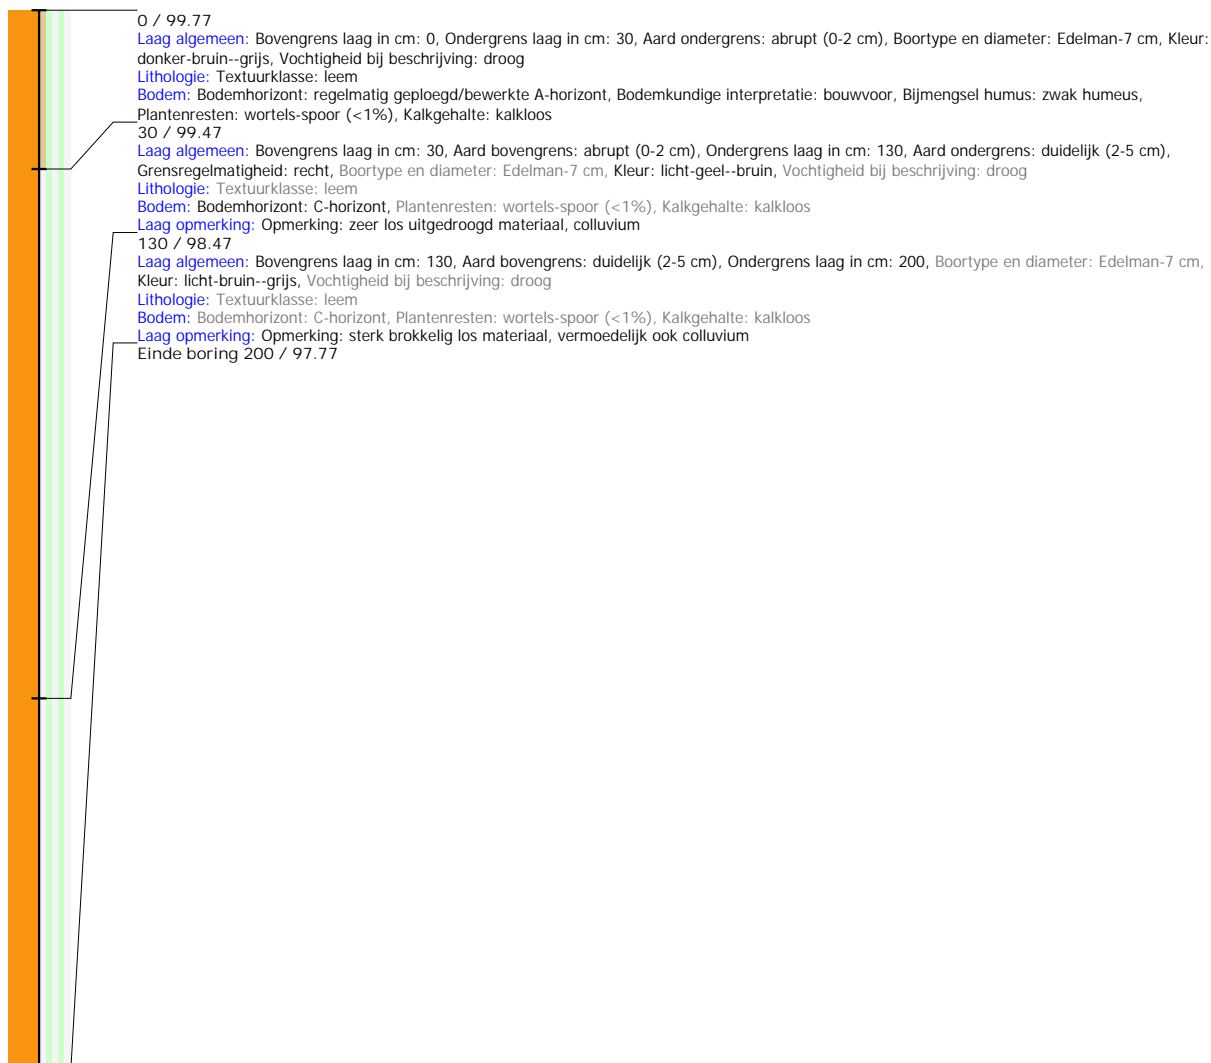 0 / 99.77
Laag algemeen: Bovengrens laag in cm: 0, Ondergrens laag in cm: 30, Aard ondergrens: abrupt (0-2 cm), Boortype en diameter: Edelman-7 cm, Kleur:
donker-bruin--grijs, Vochtigheid bij beschrijving: droog
Lithologie: Textuurklasse: leem
Bodem: Bodemhorizont: regelmatig geploegd/bewerkte A-horizont, Bodemkundige interpretatie: bouwvoor, Bijmengsel humus: zwak humeus,
Plantenresten: wortels-spoor (<1%), Kalkgehalte: kalkloos
30 / 99.47
Laag algemeen: Bovengrens laag in cm: 30, Aard bovengrens: abrupt (0-2 cm), Ondergrens laag in cm: 130, Aard ondergrens: duidelijk (2-5 cm),
Grensregelmatigheid: recht, Boortype en diameter: Edelman-7 cm, Kleur: licht-geel--bruin, Vochtigheid bij beschrijving: droog
Lithologie: Textuurklasse: leem
Bodem: Bodemhorizont: C-horizont, Plantenresten: wortels-spoor (<1%), Kalkgehalte: kalkloos
Laag opmerking: Opmerking: zeer los uitgedroogd materiaal, colluvium
130 / 98.47
Laag algemeen: Bovengrens laag in cm: 130, Aard bovengrens: duidelijk (2-5 cm), Ondergrens laag in cm: 200, Boortype en diameter: Edelman-7 cm,
Kleur: licht-bruin--grijs, Vochtigheid bij beschrijving: droog
Lithologie: Textuurklasse: leem
Bodem: Bodemhorizont: C-horizont, Plantenresten: wortels-spoor (<1%), Kalkgehalte: kalkloos
Laag opmerking: Opmerking: sterk brokkelig los materiaal, vermoedelijk ook colluvium
Einde boring 200 / 97.77